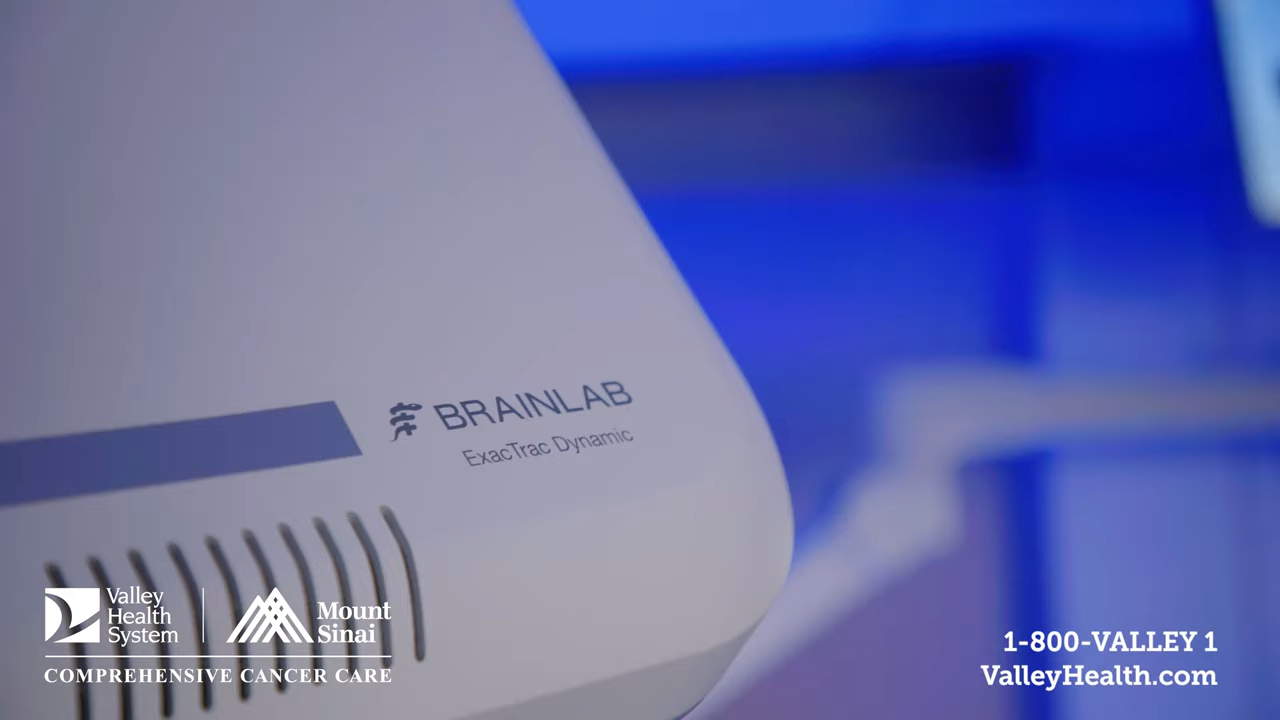 BRAINLAB
ExacTrac Dynamic
Valley
Health
System
Mount
Sinai
COMPREHENSIVE CANCER CARE
1-800-VALLEY 1
ValleyHealth.com